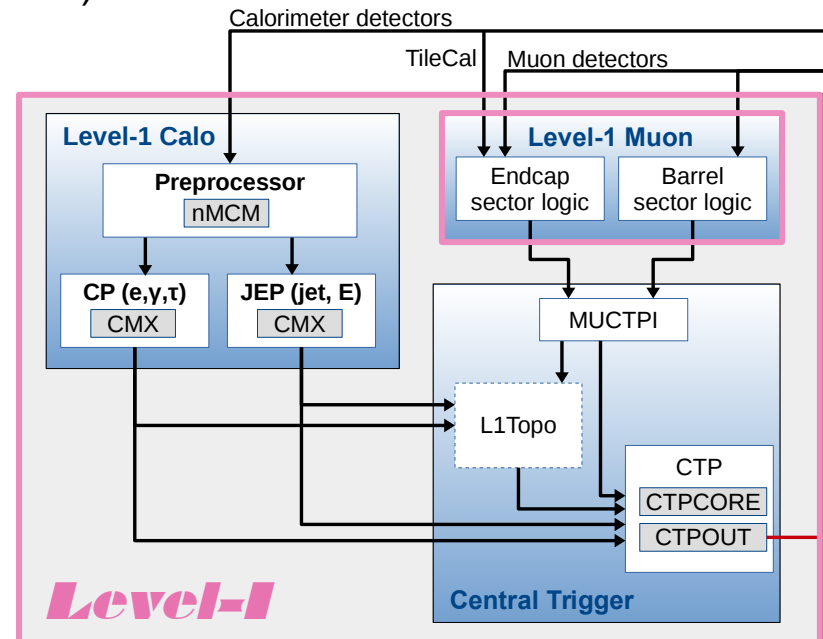 )
Calorimeter detectors
TileCal
Muon detectors
Level-1 Calo
Preprocessor
nMCM
CP (e,γ,τ)
CMX
JEP (jet, E)
CMX
Level-1 Muon
Endcap
sector logic
Barrel
sector logic
MUCTPI
L1Topo
CTP
CTPCORE
CTPOUT
Central Trigger
Level-1